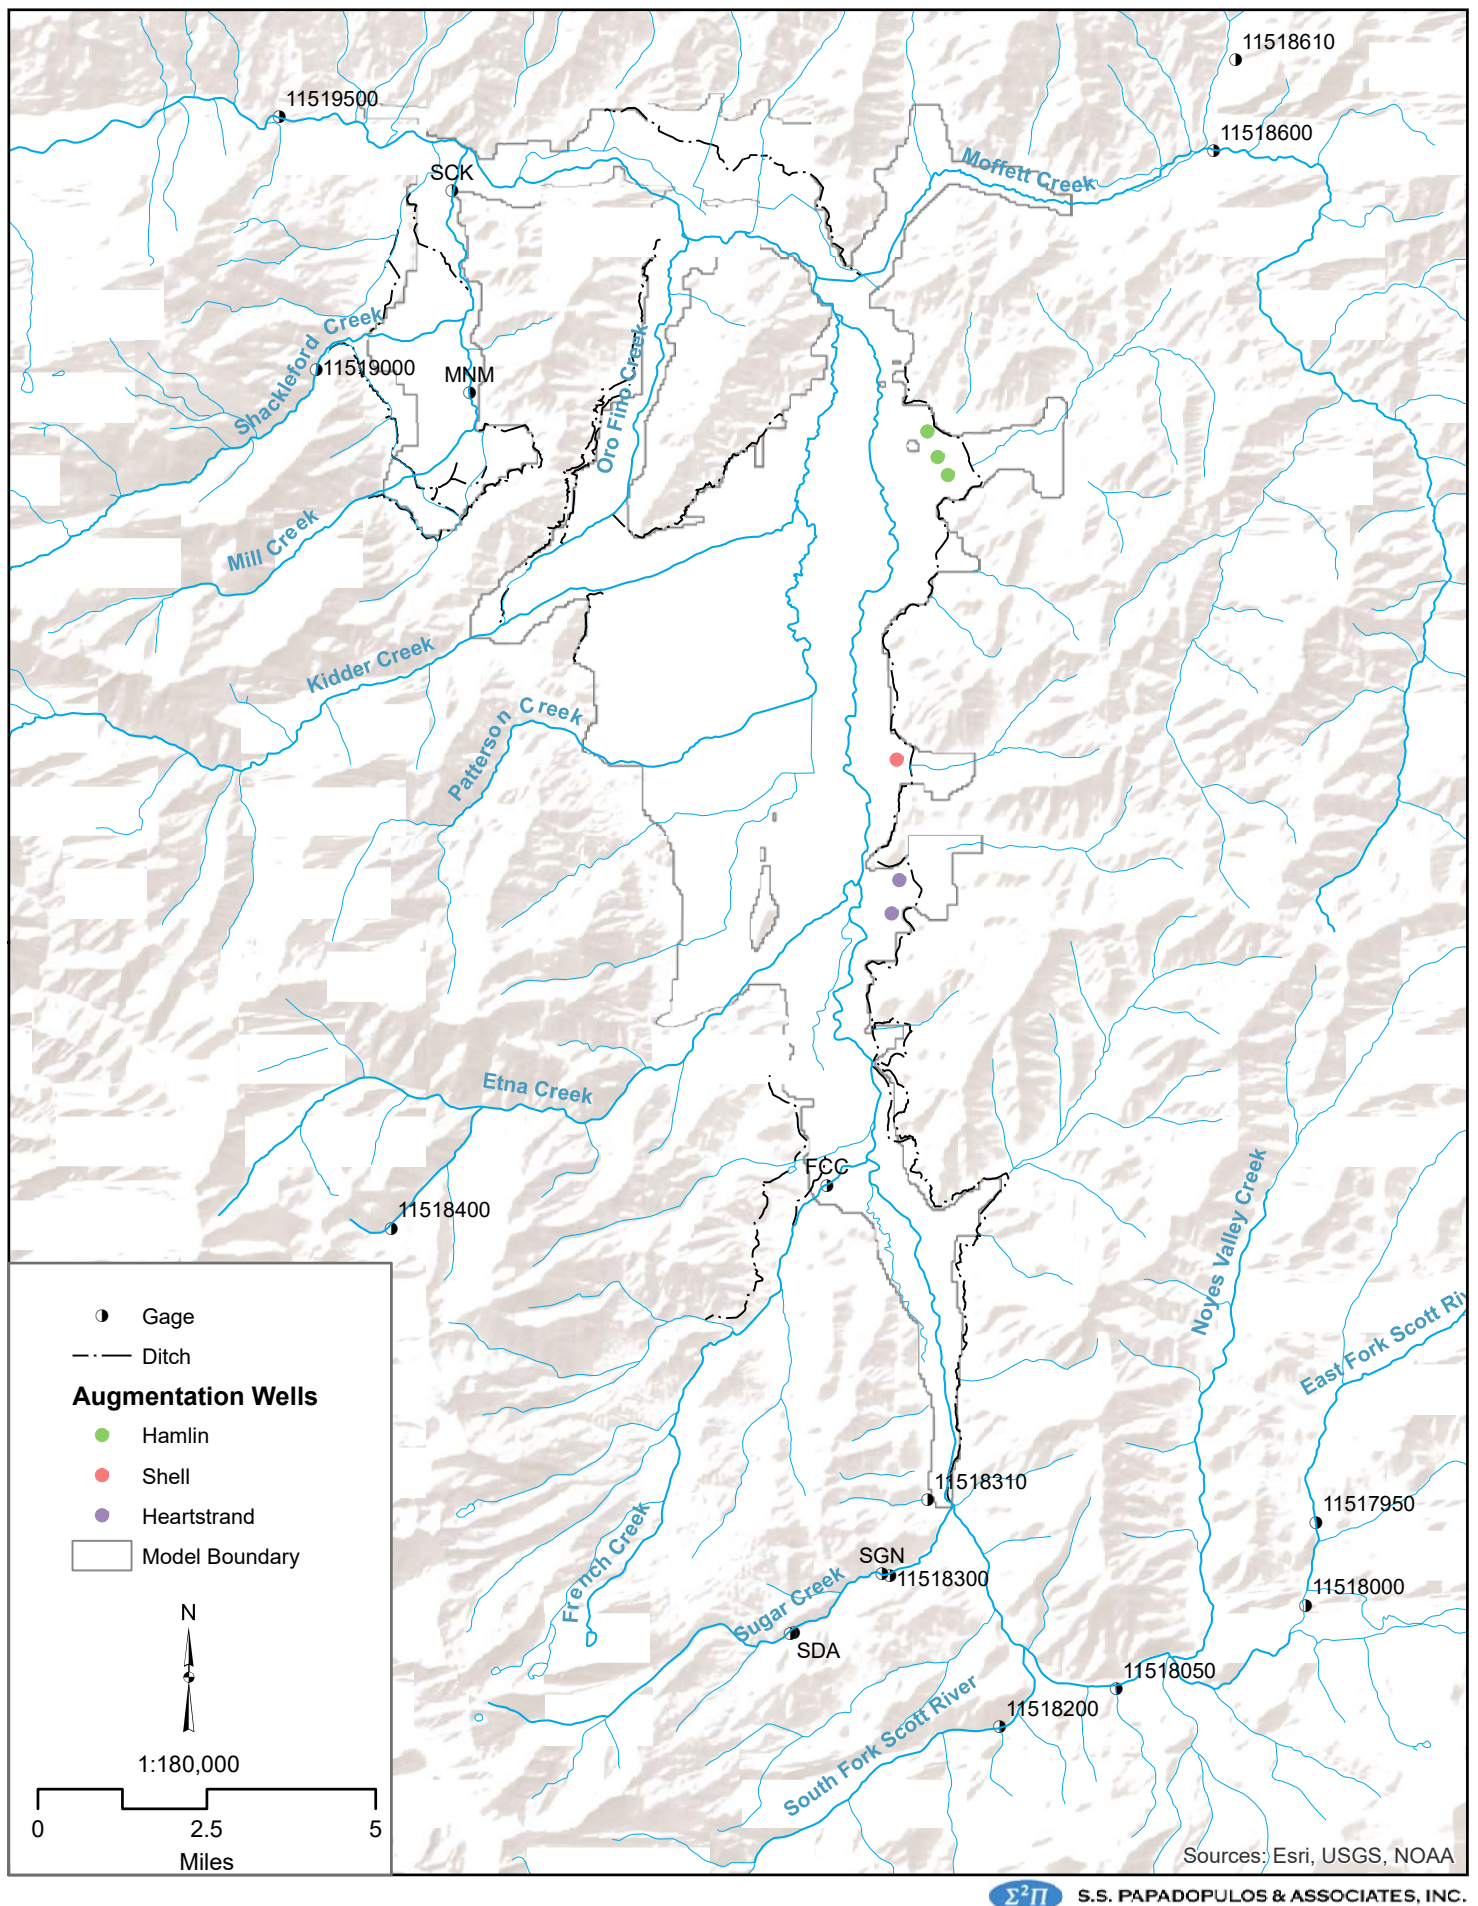 11518610
11519500
11518600
Moffett Creek
SCK
Shackleford Creek
11519000
MNM
Oro Fino Creek
Mill Creek
Kidder Creek
Patterson Creek
Etna Creek
FCC
11518400
Noyes Valley Creek
East Fork Scott Riv
Gage
Ditch
Augmentation Wells
Hamlin
Shell
Heartstrand
Model Boundary
N
1:180,000
0 2.5 5
Miles
11518310
11517950
French Creek
SGN
11518300
11518000
Sugar Creek
SDA
11518050
11518200
South Fork Scott River
Sources: Esri, USGS, NOAA
Σ²Π S.S. PAPADOPULOS & ASSOCIATES, INC.